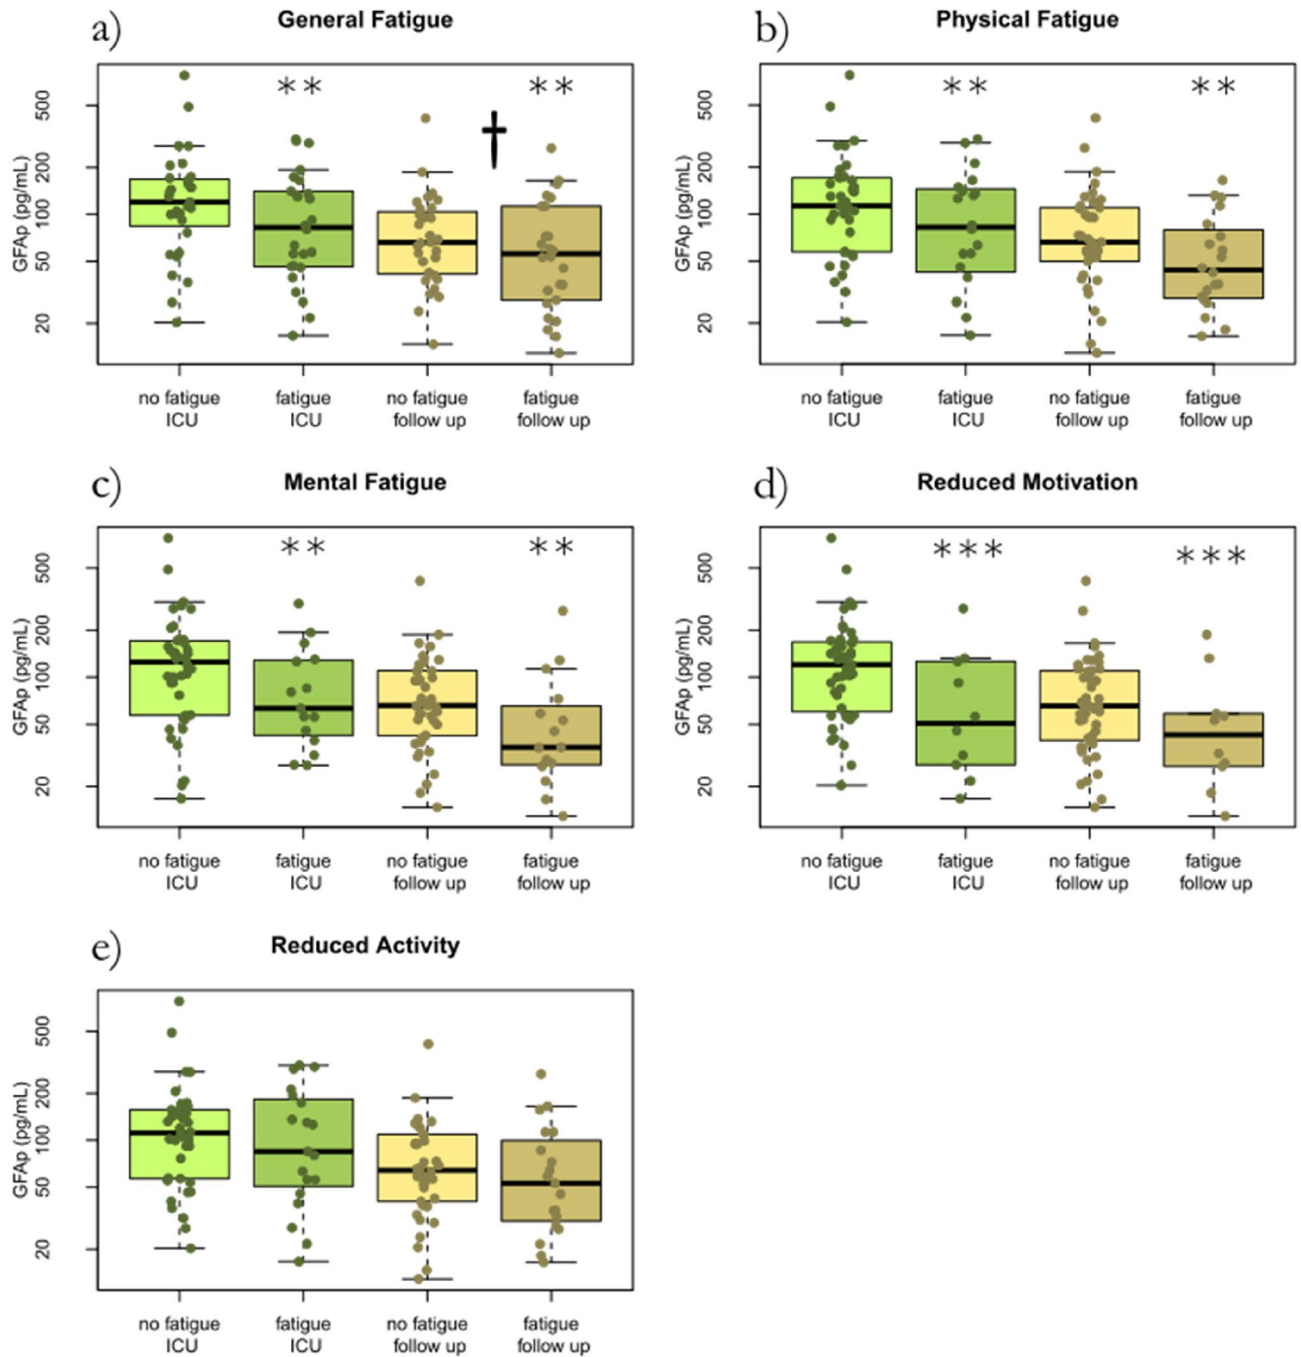 a) General Fatigue
**
**
†
GFAp (pg/mL)
500
200
100
50
20
no fatigue ICU
fatigue ICU
no fatigue follow up
fatigue follow up
b) Physical Fatigue
**
**
GFAp (pg/mL)
500
200
100
50
20
no fatigue ICU
fatigue ICU
no fatigue follow up
fatigue follow up
c) Mental Fatigue
**
**
GFAp (pg/mL)
500
200
100
50
20
no fatigue ICU
fatigue ICU
no fatigue follow up
fatigue follow up
d) Reduced Motivation
***
***
GFAp (pg/mL)
500
200
100
50
20
no fatigue ICU
fatigue ICU
no fatigue follow up
fatigue follow up
e) Reduced Activity
GFAp (pg/mL)
500
200
100
50
20
no fatigue ICU
fatigue ICU
no fatigue follow up
fatigue follow up